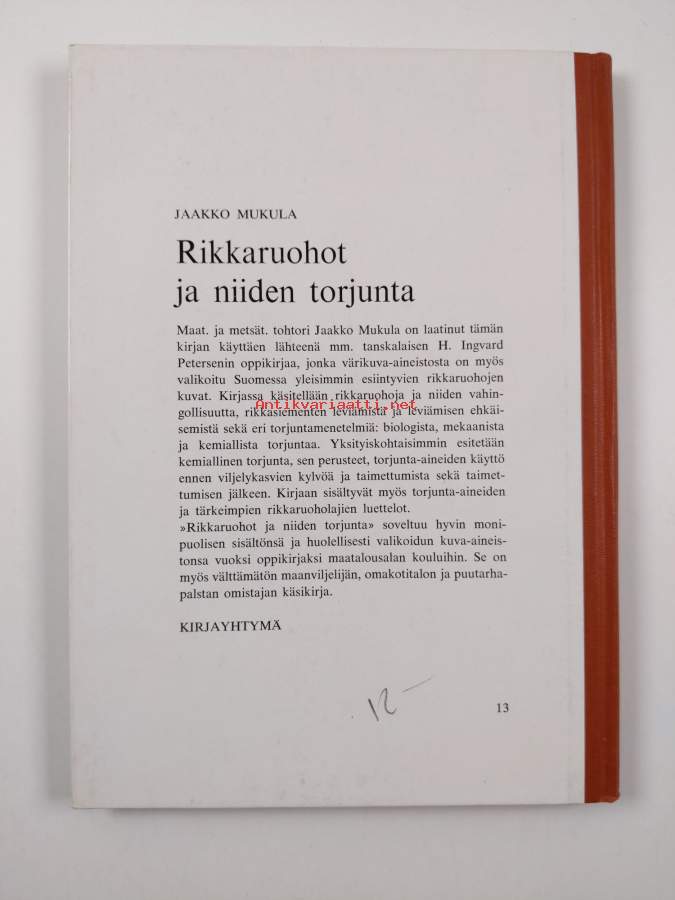 JAAKKO MUKULA
Rikkaruohot
ja niiden torjunta
Maat. ja metsät. tohtori Jaakko Mukula on laatinut tämän
kirjan käyttäen lähteenä mm. tanskalaisen H. Ingvard
Petersenin oppikirjaa, jonka värikuva-aineistosta on myös
valikoitu Suomessa yleisimmin esiintyvien rikkaruohojen
kuvat. Kirjassa käsitellään rikkaruohoja ja niiden vahin-
Antikvariaatti.net
gollisuutta, rikkasiementen leviämistä ja leviämisen ehkäi-
semistä sekä eri torjuntamenetelmiä: biologista, mekaanista
ja kemiallista torjuntaa. Yksityiskohtaisimmin esitetään
kemiallinen torjunta, sen perusteet, torjunta-aineiden käyttö
ennen viljelykasvien kylvöä ja taimettumista sekä taimet-
tumisen jälkeen. Kirjaan sisältyvät myös torjunta-aineiden
ja tärkeimpien rikkaruoholajien luettelot.
»Rikkaruohot ja niiden torjunta» soveltuu hyvin moni-
puolisen sisältönsä ja huolellisesti valikoidun kuva-aineis-
tonsa vuoksi oppikirjaksi maatalousalan kouluihin. Se on
myös välttämätön maanviljelijän, omakotitalon ja puutarha-
palstan omistajan käsikirja.
KIRJAYHTYMÄ
12-
13